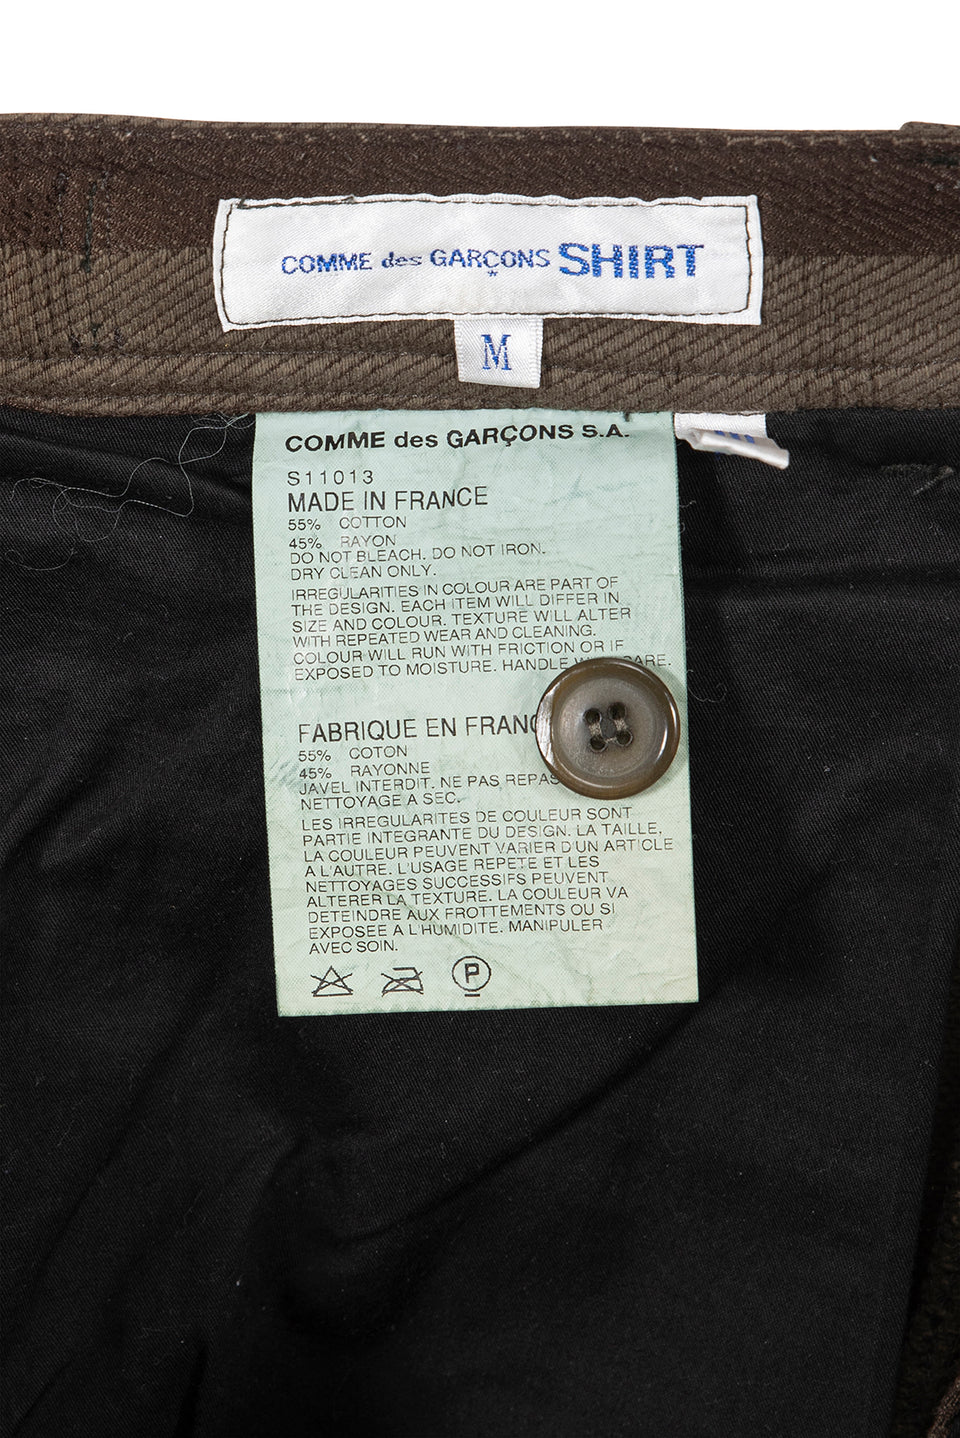 COMME des GARÇONS SHIRT
M
COMME des GARÇONS S.A.
S11013
MADE IN FRANCE
55% COTTON
45% RAYON
DO NOT BLEACH. DO NOT IRON.
DRY CLEAN ONLY.
IRREGULARITIES IN COLOUR ARE PART OF
THE DESIGN. EACH ITEM WILL DIFFER IN
SIZE AND COLOUR. TEXTURE WILL ALTER
WITH REPEATED WEAR AND CLEANING.
COLOUR WILL RUN WITH FRICTION OR IF
EXPOSED TO MOISTURE. HANDLE
FABRIQUE EN
55% COTON
45% RAYONNE
JAVEL INTERDIT. NE PAS
NETTOYAGE A SEC.
LES IRREGULARITES DE COULEUR SONT
PARTIE INTEGRANTE DU DESIGN. LA TAILLE,
LA COULEUR PEUVENT VARIER D'UN ARTICLE
A L'AUTRE. L'USAGE REPETE ET LES
NETTOYAGES SUCCESSIFS PEUVENT
ALTERER LA TEXTURE. LA COULEUR VA
DETEINDRE AUX FROTTEMENTS OU SI
EXPOSEE A L'HUMIDITE. MANIPULER
AVEC SOIN.
P